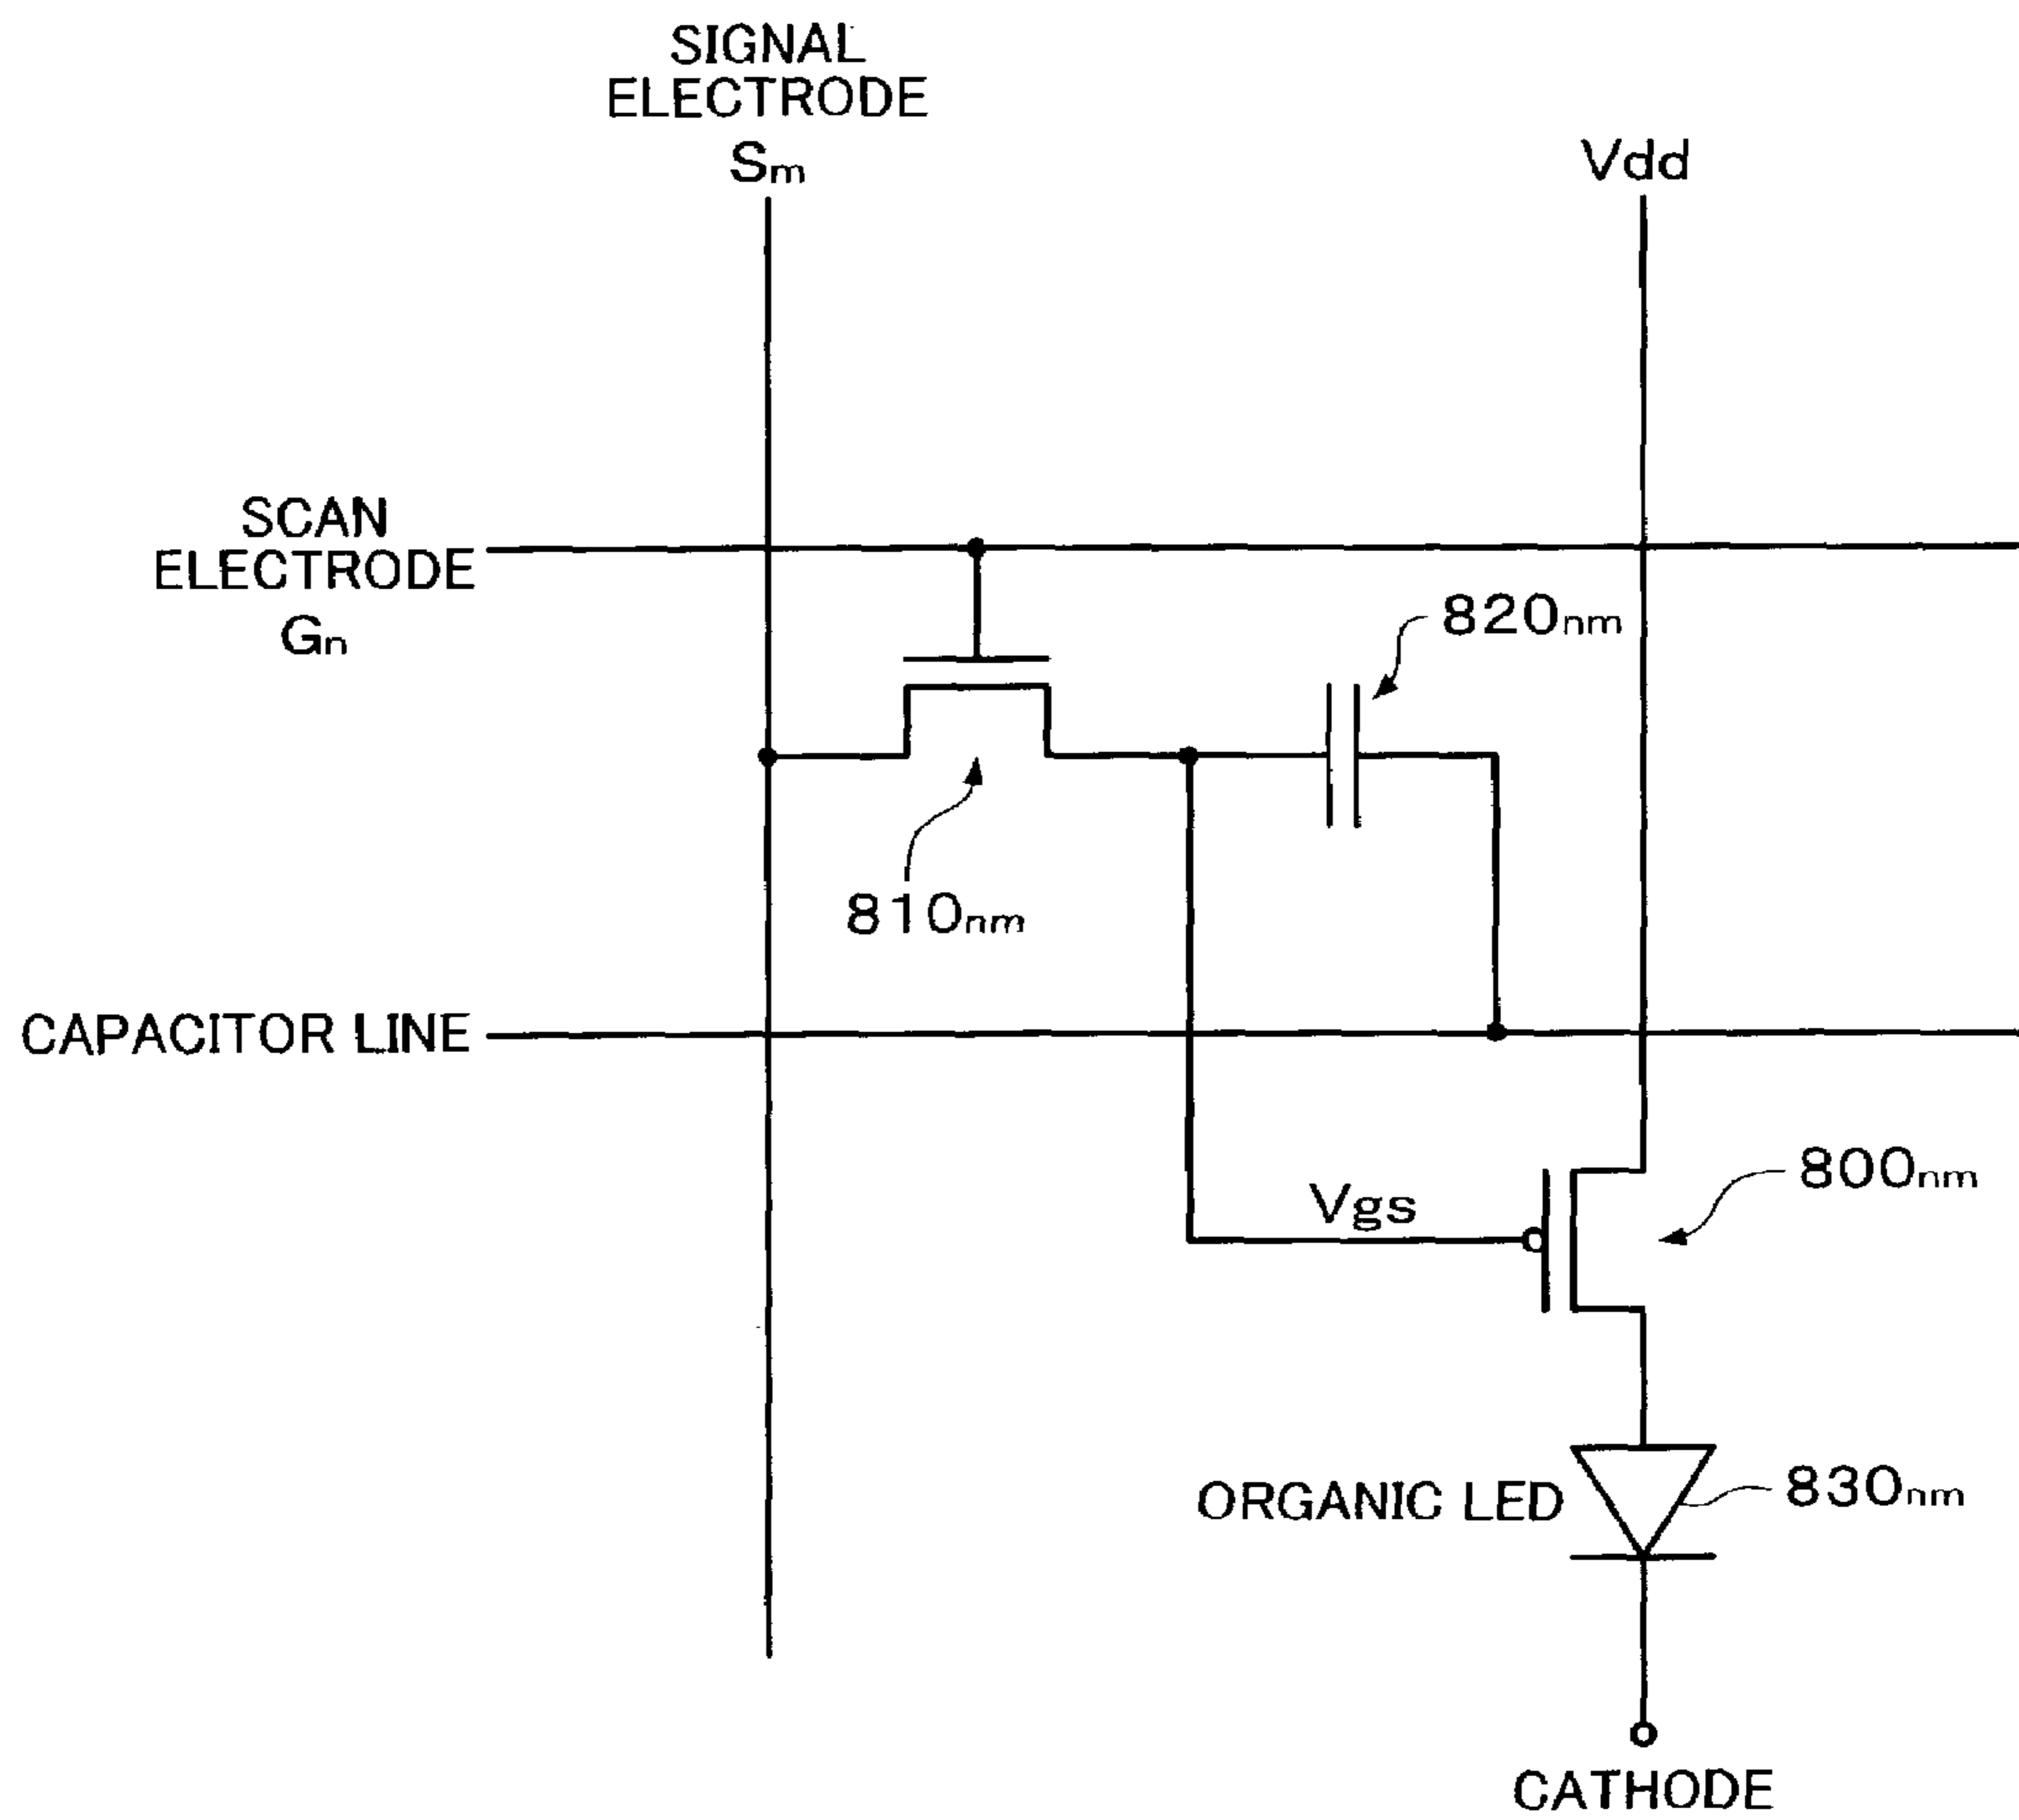 SIGNAL
ELECTRODE
Sm
Vdd
SCAN
ELECTRODE
Gn
820nm
810nm
CAPACITOR LINE
800nm
Vgs
ORGANIC LED
830nm
CATHODE